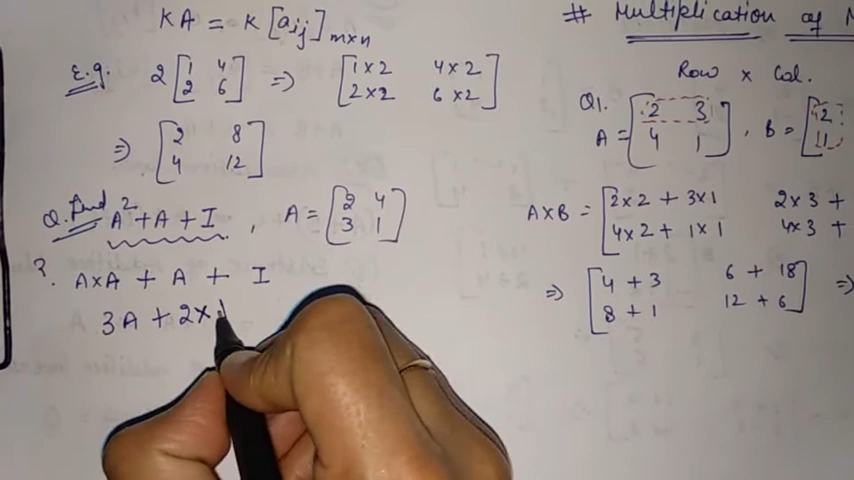 KA = K [aij]m×n
E.g. 2 [1 4 ⇒ [1×2 4×2
2 6] 2×2 6×2]
⇒ [2 8
4 12]
Q. Find A²+A+I , A = [2 4
3 1]
?. A×A + A + I
3A + 2×
# Multiplication of M
Row × Col.
Q1.
A = [2 3 , B = [2
4 1] 1
A×B = [2×2 + 3×1 2×3 +
4×2 + 1×1 4×3 +
⇒ [4 + 3 6 + 18 ⇒
8 + 1 12 + 6]